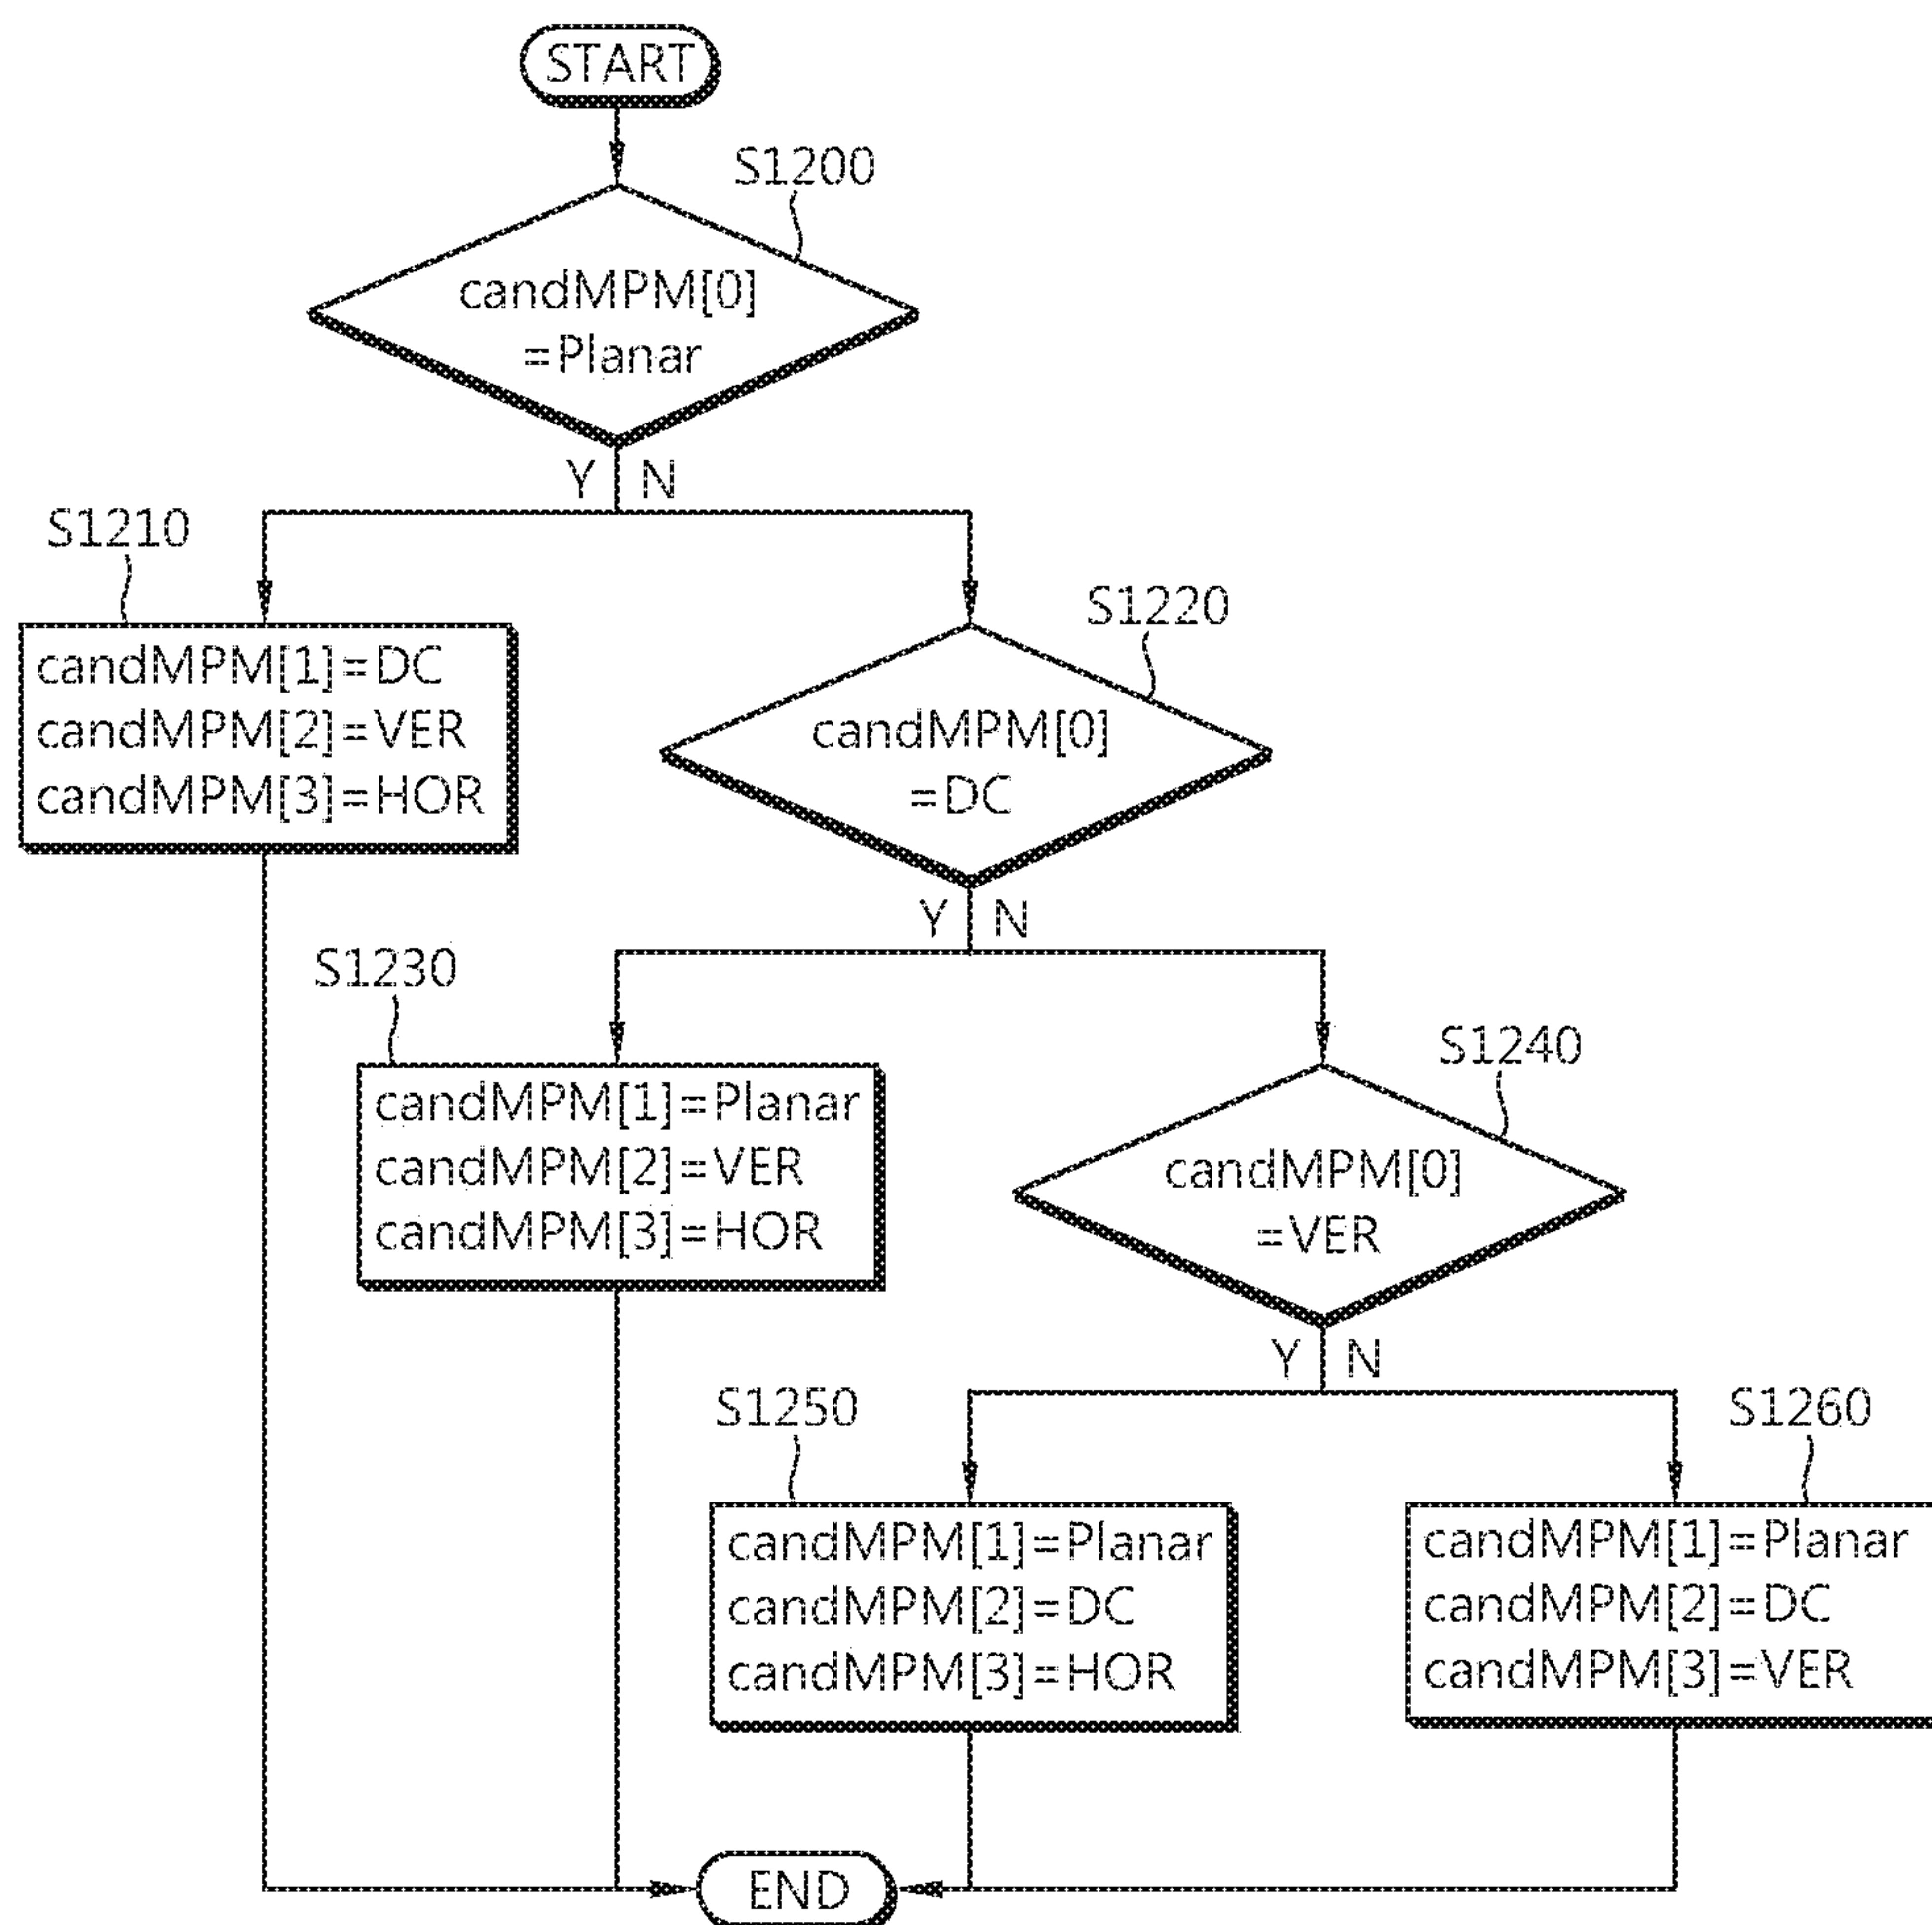 START
S1200
candMPM[0]
=Planar
Y N
S1210
candMPM[1]=DC
candMPM[2]=VER
candMPM[3]=HOR
S1220
candMPM[0]
=DC
Y N
S1230
candMPM[1]=Planar
candMPM[2]=VER
candMPM[3]=HOR
S1240
candMPM[0]
=VER
Y N
S1250
candMPM[1]=Planar
candMPM[2]=DC
candMPM[3]=HOR
S1260
candMPM[1]=Planar
candMPM[2]=DC
candMPM[3]=VER
END